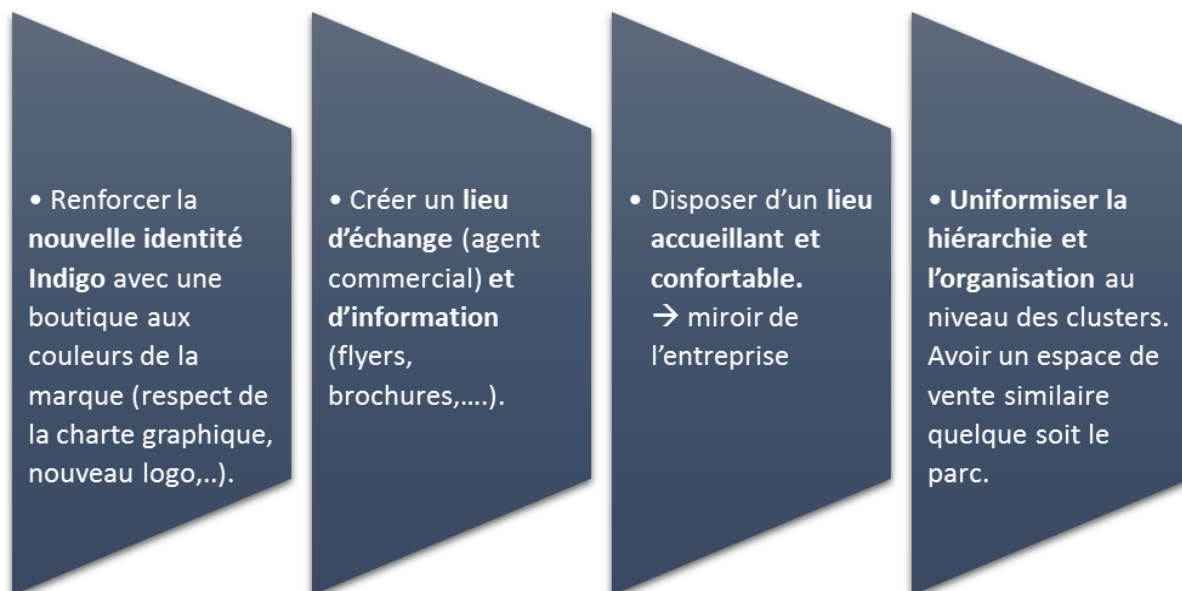 • Renforcer la
nouvelle identité
Indigo avec une
boutique aux
couleurs de la
marque (respect de
la charte graphique,
nouveau logo,..).
• Créer un lieu
d’échange (agent
commercial) et
d’information
(flyers,
brochures,....).
• Disposer d’un lieu
accueillant et
confortable.
→ miroir de
l’entreprise
• Uniformiser la
hiérarchie et
l’organisation au
niveau des clusters.
Avoir un espace de
vente similaire
quelque soit le
parc.